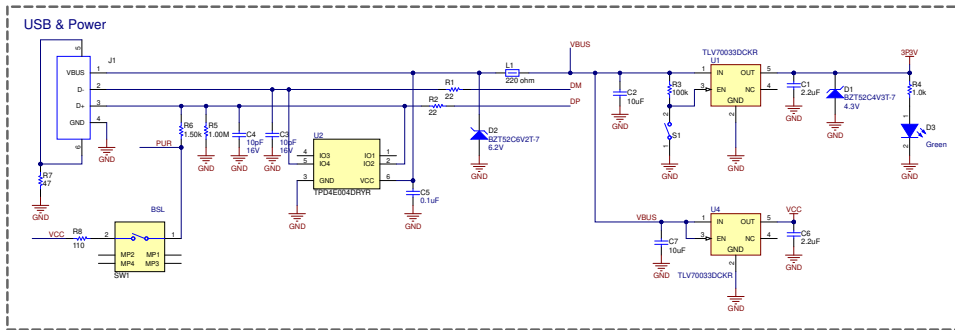 USB & Power
5
J1
VBUS 1
D- 2
D+ 3
GND 4
6
GND
R7
47
GND
PUR
R6
1.50k
R5
1.00M
GND
C4
10pF
16V
GND
C3
10pF
16V
GND
U2
4 IO3
5 IO4
3 GND
IO1 1
IO2 2
VCC 6
TPD4E004DRYR
GND
C5
0.1uF
GND
R1
22
DM
R2
22
DP
D2
BZT52C6V2T-7
6.2V
GND
L1
220 ohm
VBUS
C2
10uF
GND
R3
100k
2
S1
1
GND
TLV70033DCKR
U1
1 IN
3 EN
OUT 5
NC 4
GND
2
GND
C1
2.2uF
GND
D1
BZT52C4V3T-7
4.3V
GND
3P3V
R4
1.0k
1
D3
2
Green
GND
BSL
VCC
R8
110
2
1
MP2
MP1
MP4
MP3
SW1
VBUS
C7
10uF
GND
U4
1 IN
3 EN
OUT 5
NC 4
GND
2
TLV70033DCKR
GND
VCC
C6
2.2uF
GND